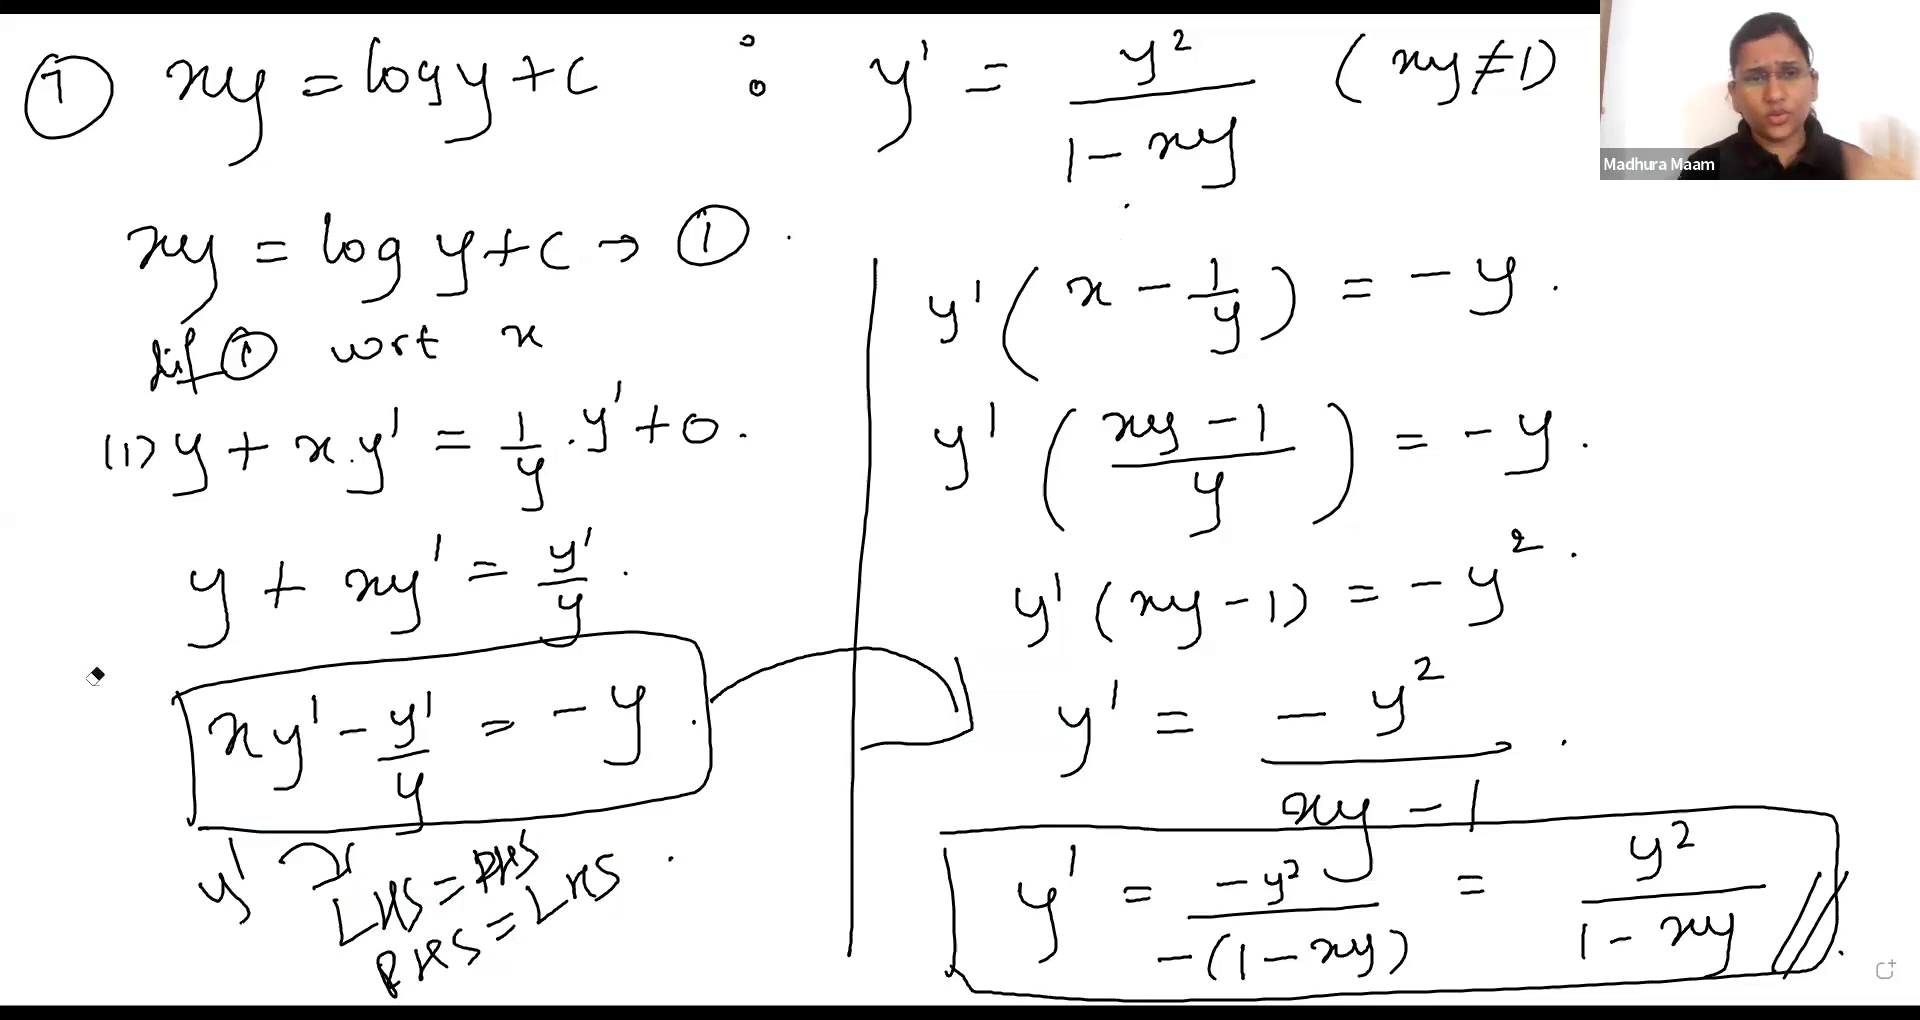 ① xy = log y + c : y' = y²/(1 - xy) (xy ≠ 1)
Madhura Maam
xy = log y + c → ①
dif ① wrt x
(1) y + x.y' = 1/y . y' + 0.
y + xy' = y'/y.
xy' - y'/y = - y.
y'
LHS = RHS
RHS = LHS
y' (x - 1/y) = - y.
y' ((xy - 1)/y) = - y.
y' (xy - 1) = - y².
y' = - y²/(xy - 1).
y' = - y²/-(1 - xy) = y²/(1 - xy)